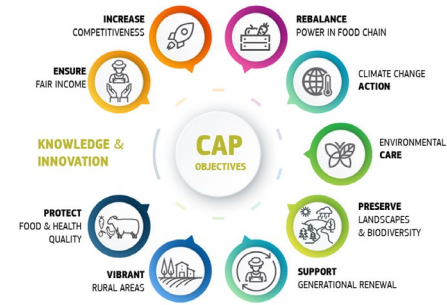 INCREASE
COMPETITIVENESS
REBALANCE
POWER IN FOOD CHAIN
ENSURE
FAIR INCOME
CLIMATE CHANGE
ACTION
KNOWLEDGE &
INNOVATION
CAP
OBJECTIVES
ENVIRONMENTAL
CARE
PROTECT
FOOD & HEALTH
QUALITY
PRESERVE
LANDSCAPES
& BIODIVERSITY
VIBRANT
RURAL AREAS
SUPPORT
GENERATIONAL RENEWAL